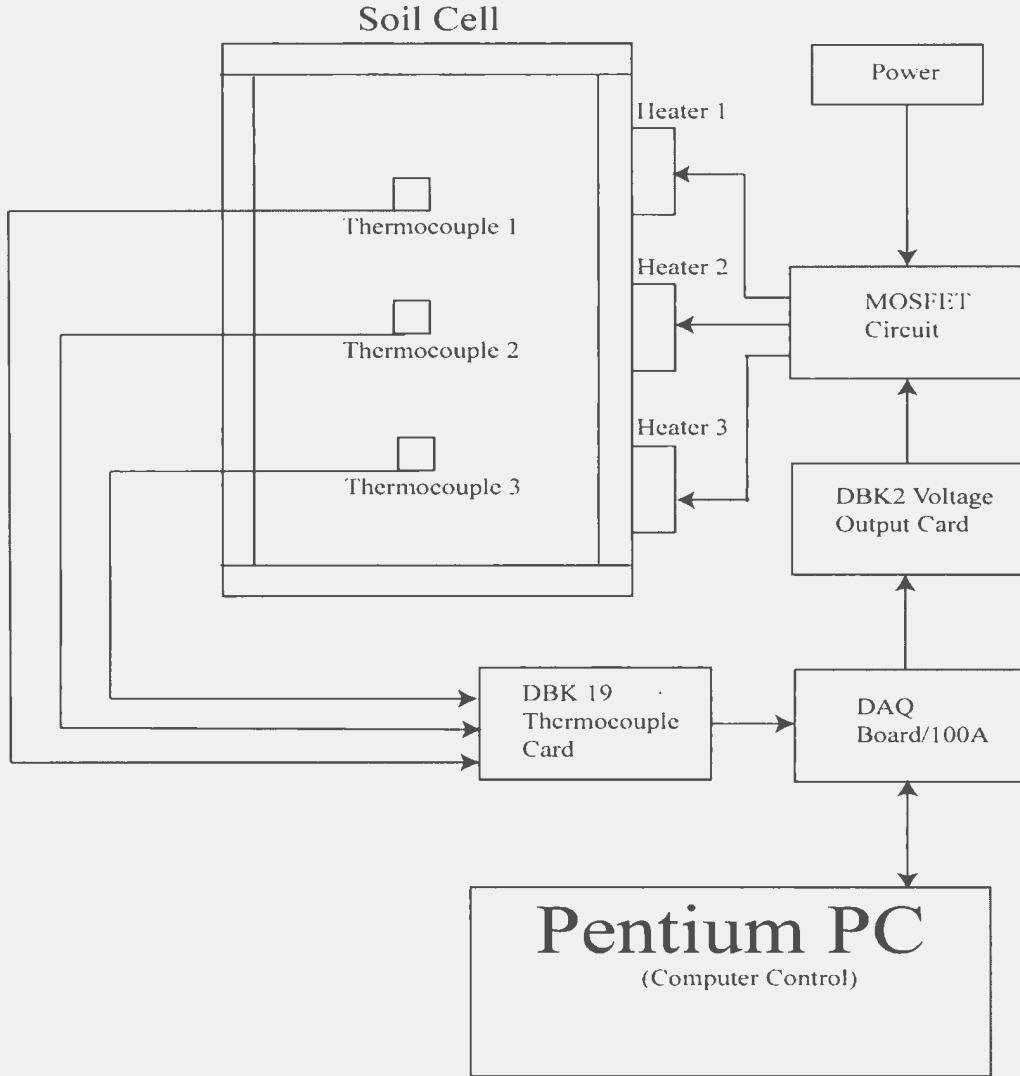 Soil Cell
Power
Heater 1
Thermocouple 1
Heater 2
MOSFET
Circuit
Thermocouple 2
Heater 3
Thermocouple 3
DBK2 Voltage
Output Card
DBK 19
Thermocouple
Card
DAQ
Board/100A
Pentium PC
(Computer Control)